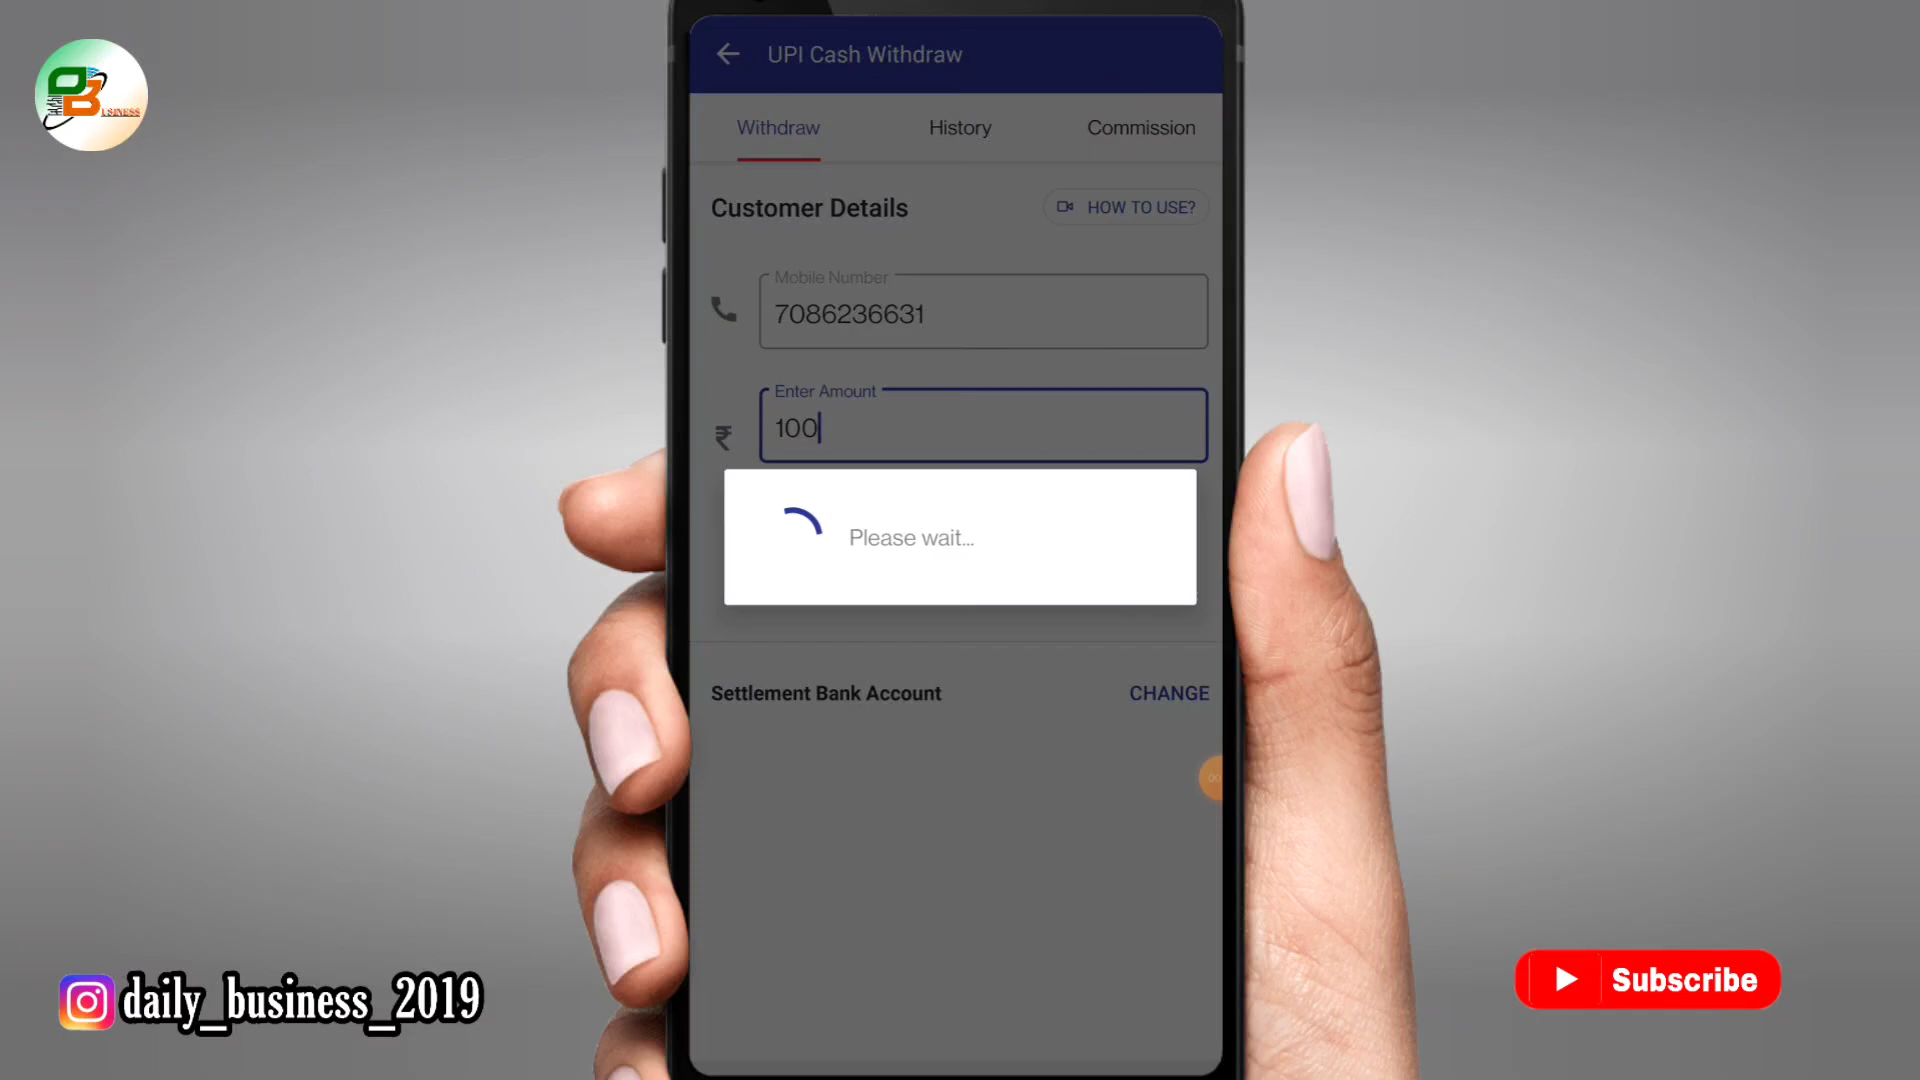 UPI Cash Withdraw
Withdraw
History
Commission
Customer Details
HOW TO USE?
Mobile Number
7086236631
Enter Amount
100
Please wait...
Settlement Bank Account
CHANGE
daily_business_2019
Subscribe